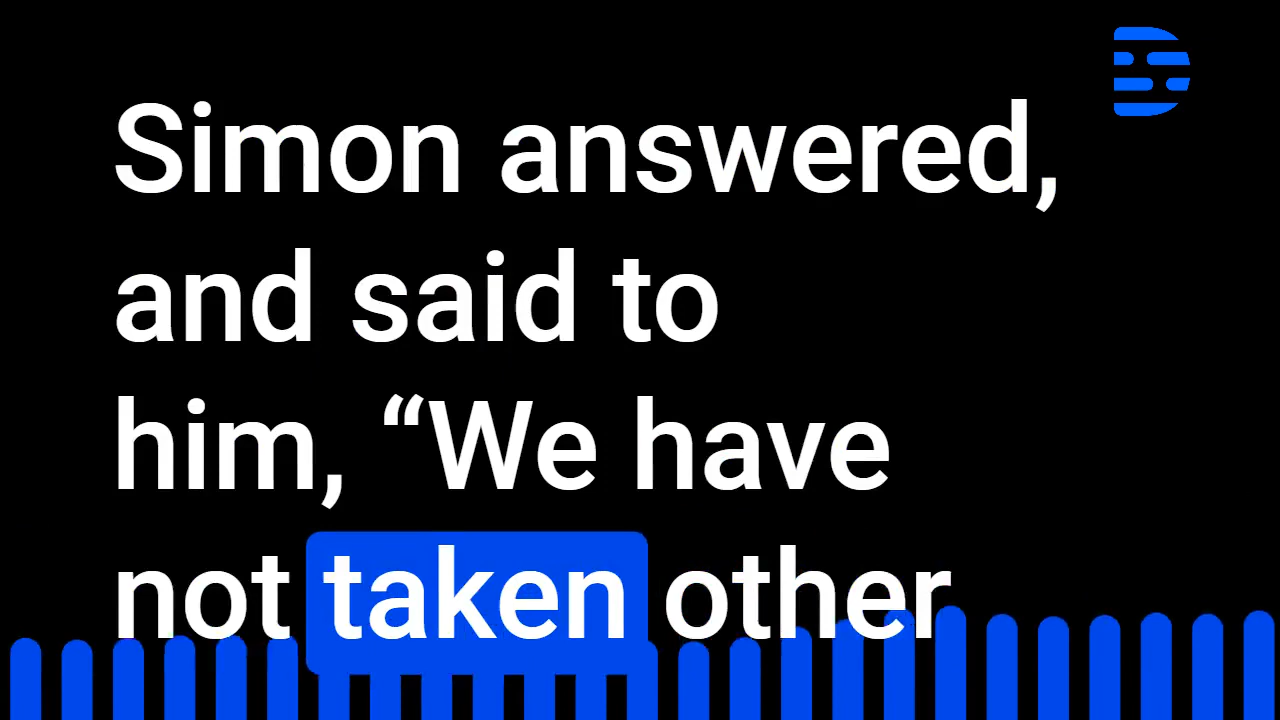 Simon answered,
and said to
him, “We have
not taken other